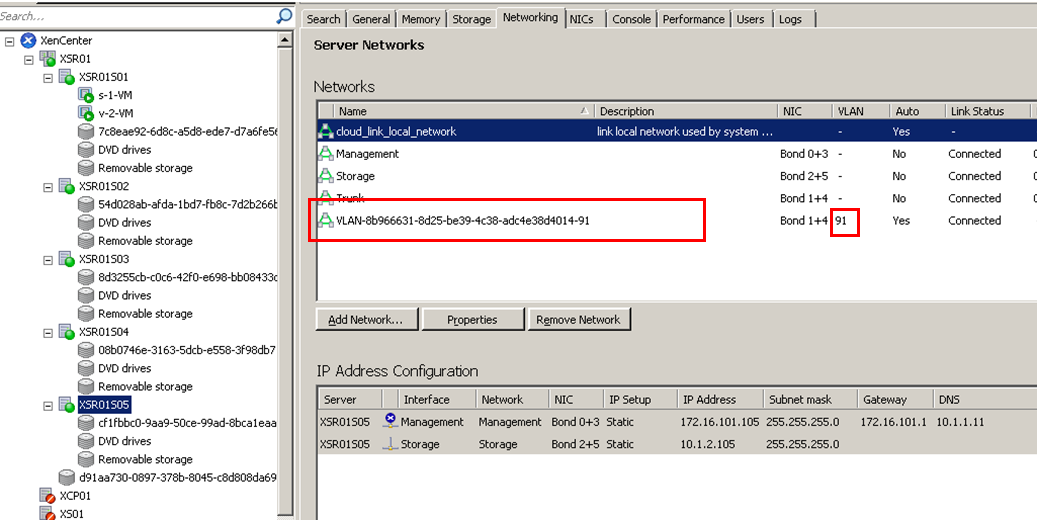 Search...
Search General Memory Storage Networking NICs Console Performance Users Logs
XenCenter
XSR01
XSR01S01
s-1-VM
v-2-VM
7c8eae92-6d8c-a5d8-ede7-d7a6fe56
DVD drives
Removable storage
XSR01S02
54d028ab-afda-1bd7-fb8c-7d2b266b
DVD drives
Removable storage
XSR01S03
8d3255cb-c0c6-42f0-e698-bb08433c
DVD drives
Removable storage
XSR01S04
08b0746e-3163-5dcb-e558-3f98db7
DVD drives
Removable storage
XSR01S05
cf1fbbc0-9aa9-50ce-99ad-8bca1eaa
DVD drives
Removable storage
d91aa730-0897-378b-8045-c8d808da69
XCP01
XS01
Server Networks
Networks
Name Description NIC VLAN Auto Link Status
cloud_link_local_network link local network used by system ... - Yes -
Management Bond 0+3 - No Connected
Storage Bond 2+5 - No Connected
Trunk Bond 1+4 - No Connected
VLAN-8b966631-8d25-be39-4c38-adc4e38d4014-91 Bond 1+4 91 Yes Connected
Add Network... Properties Remove Network
IP Address Configuration
Server Interface Network NIC IP Setup IP Address Subnet mask Gateway DNS
XSR01S05 Management Management Bond 0+3 Static 172.16.101.105 255.255.255.0 172.16.101.1 10.1.1.11
XSR01S05 Storage Storage Bond 2+5 Static 10.1.2.105 255.255.255.0